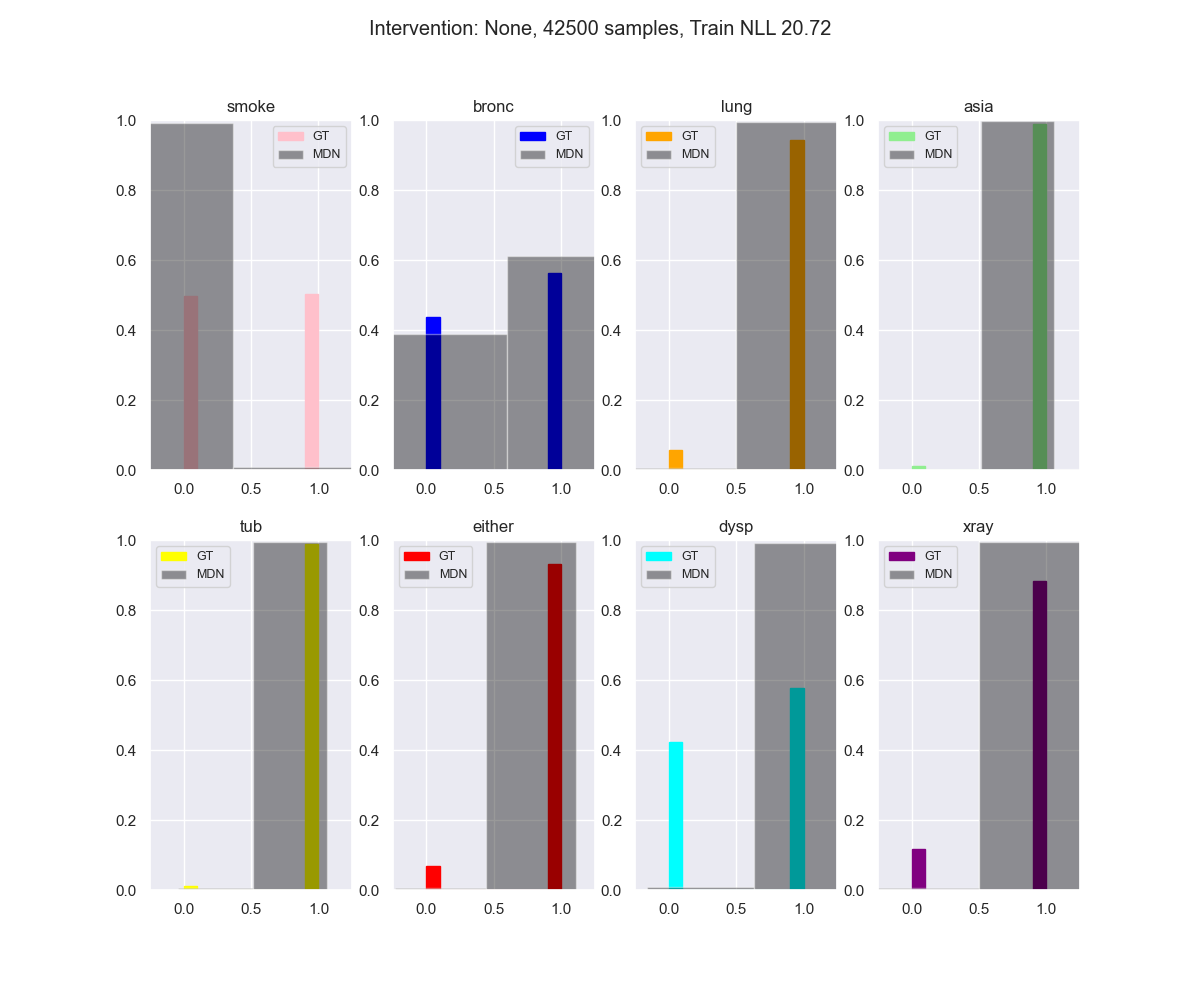 Intervention: None, 42500 samples, Train NLL 20.72
smoke bronc lung asia
1.0 1.0 1.0 1.0
GT GT GT GT
MDN MDN MDN MDN
0.8 0.8 0.8 0.8
0.6 0.6 0.6 0.6
0.4 0.4 0.4 0.4
0.2 0.2 0.2 0.2
0.0 0.0 0.0 0.0
0.0 0.5 1.0 0.0 0.5 1.0 0.0 0.5 1.0 0.0 0.5 1.0
tub either dysp xray
1.0 1.0 1.0 1.0
GT GT GT GT
MDN MDN MDN MDN
0.8 0.8 0.8 0.8
0.6 0.6 0.6 0.6
0.4 0.4 0.4 0.4
0.2 0.2 0.2 0.2
0.0 0.0 0.0 0.0
0.0 0.5 1.0 0.0 0.5 1.0 0.0 0.5 1.0 0.0 0.5 1.0